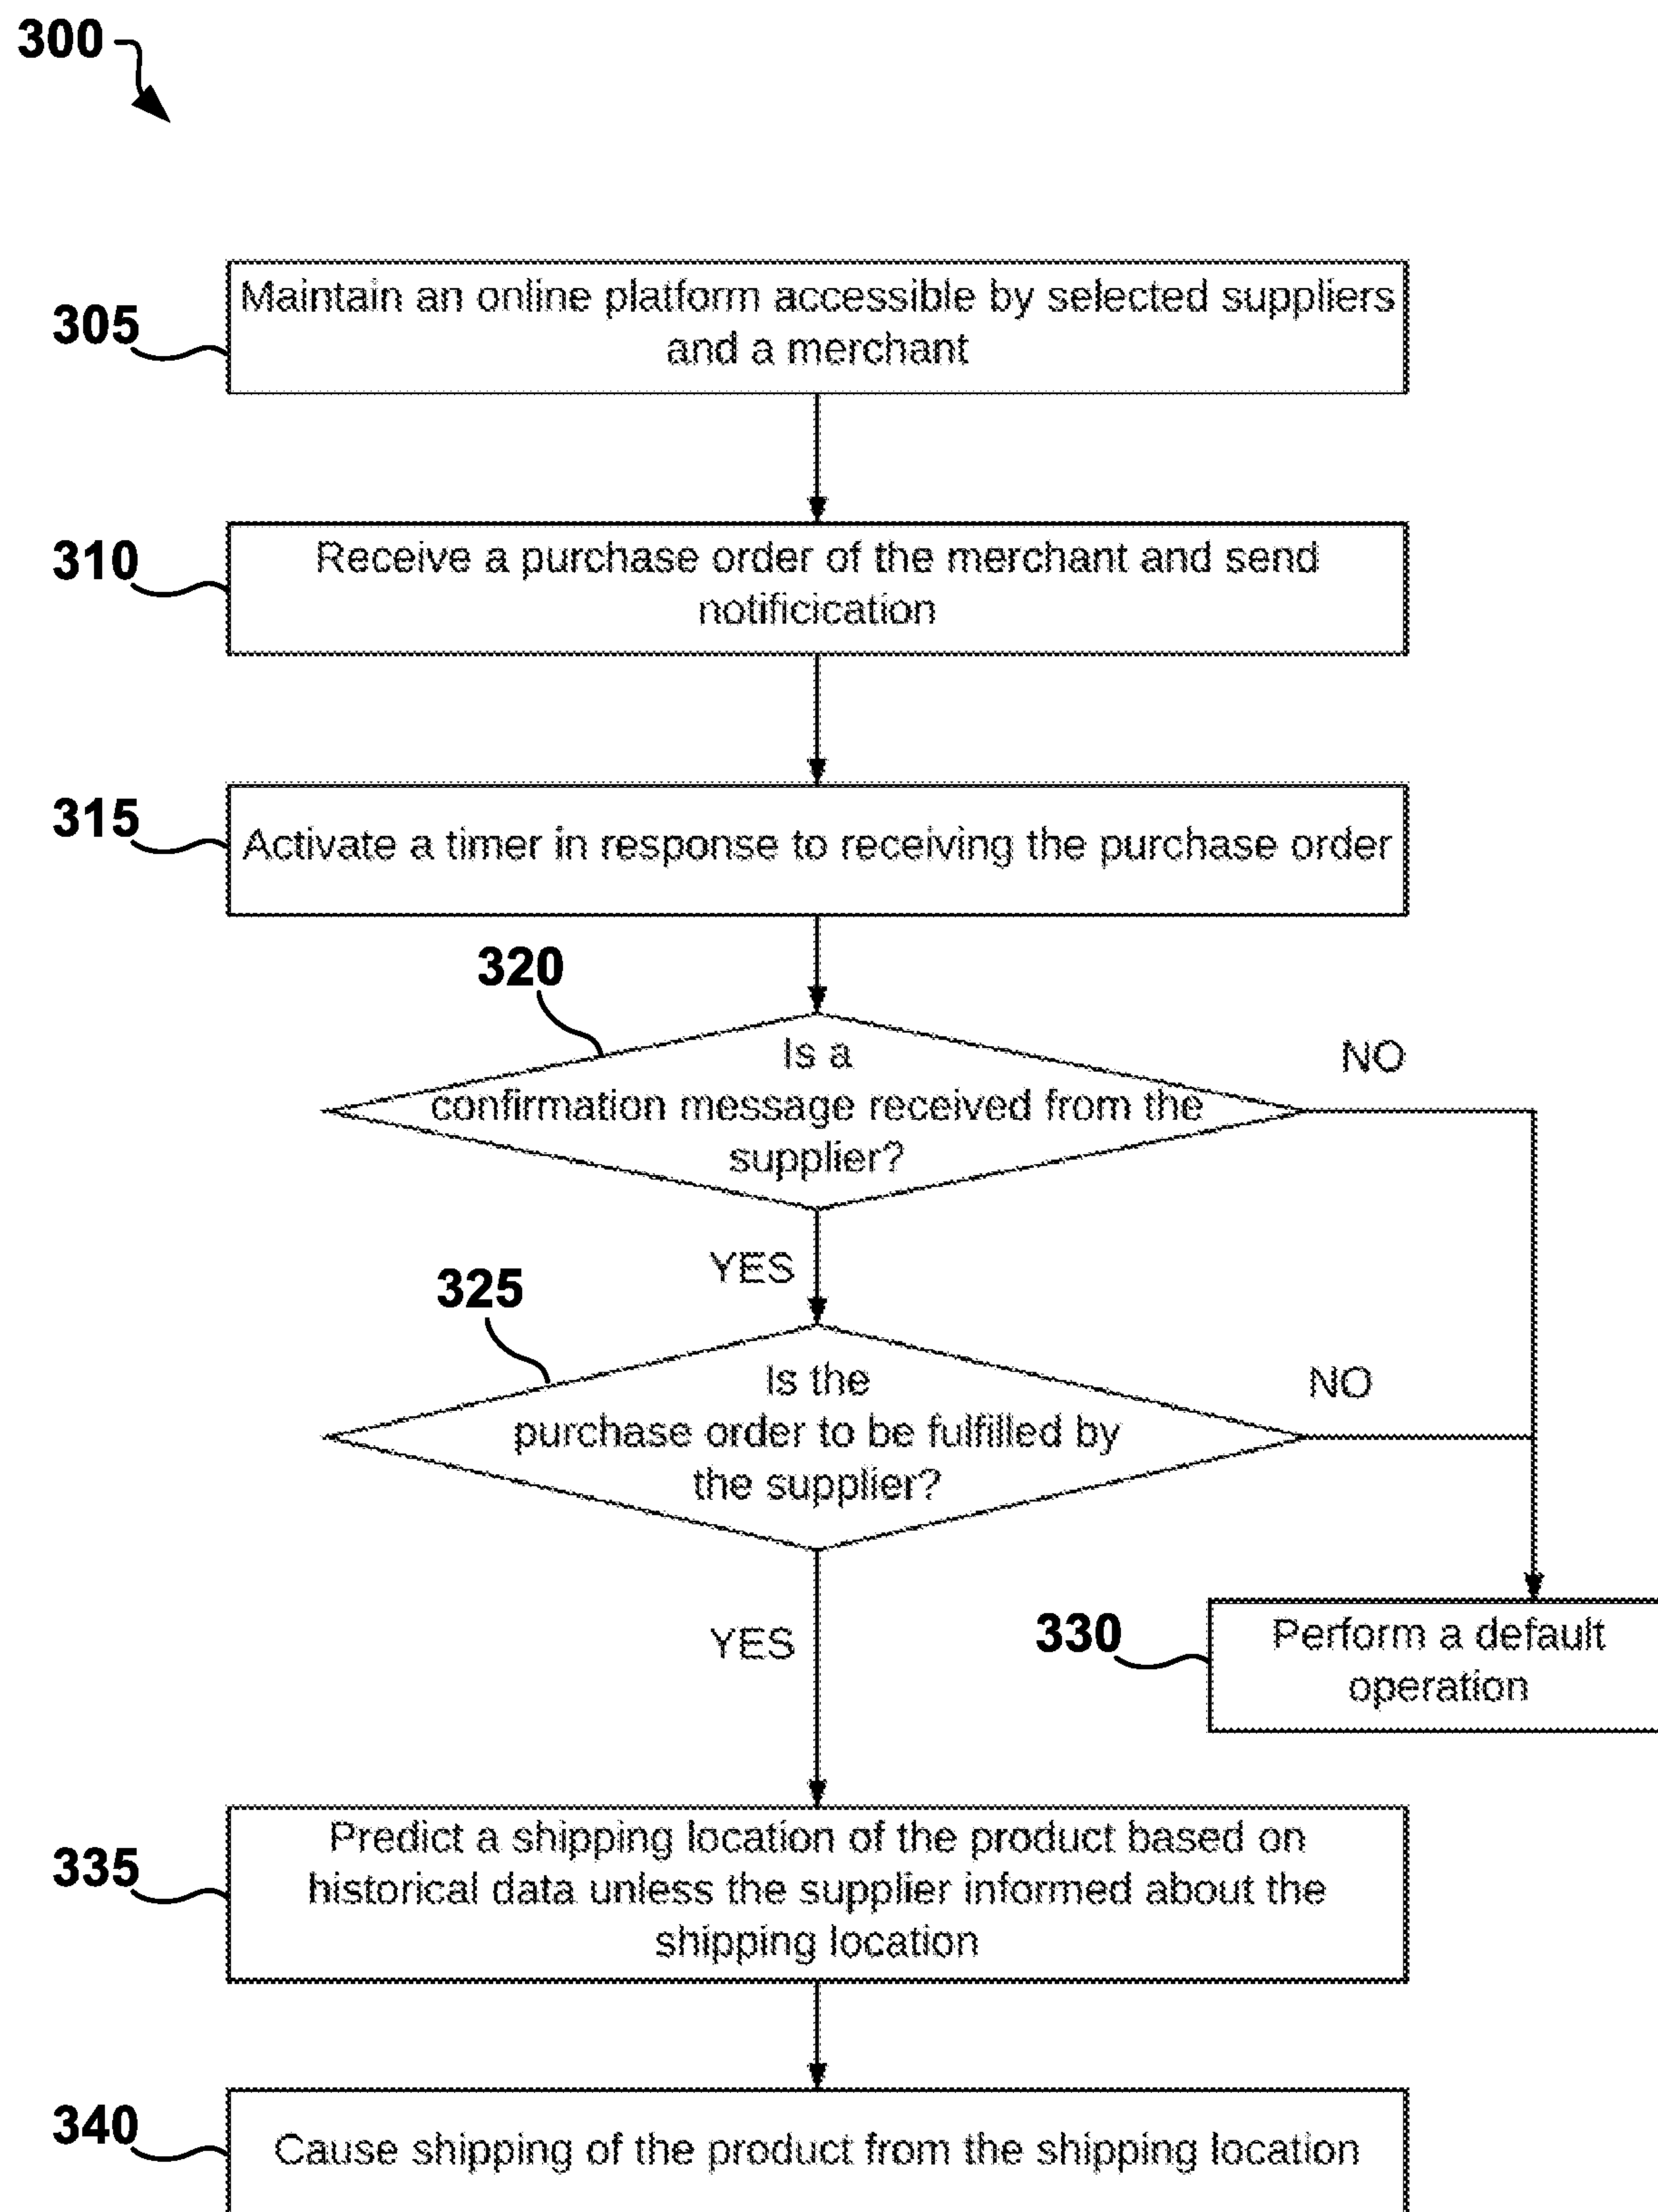 300
305
Maintain an online platform accessible by selected suppliers
and a merchant
310
Receive a purchase order of the merchant and send
notificication
315
Activate a timer in response to receiving the purchase order
320
Is a
confirmation message received from the
supplier?
NO
YES
325
Is the
purchase order to be fulfilled by
the supplier?
NO
YES
330
Perform a default
operation
335
Predict a shipping location of the product based on
historical data unless the supplier informed about the
shipping location
340
Cause shipping of the product from the shipping location